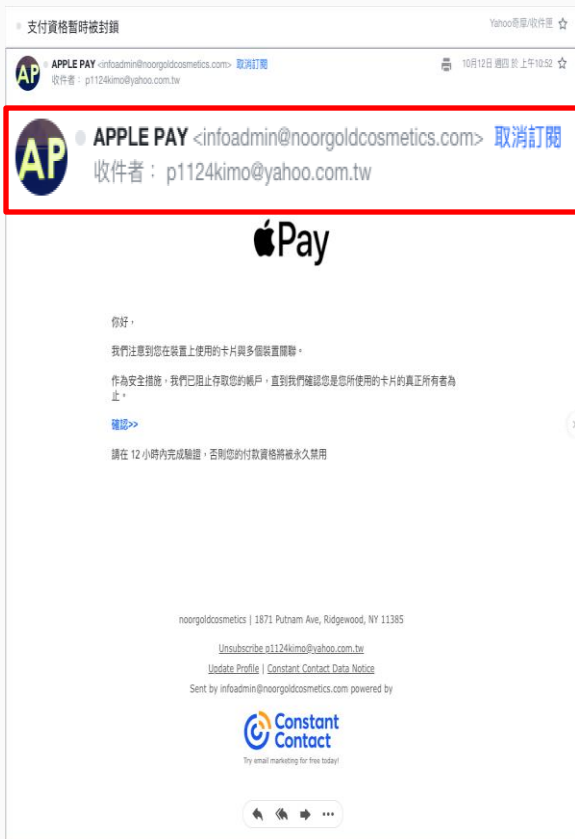 支付資格暫時被封鎖
Yahoo奇摩/收件匣
AP
APPLE PAY <infoadmin@noorgoldcosmetics.com> 取消訂閱
10月12日 週四 於 上午10:52
收件者： p1124kimo@yahoo.com.tw
AP
APPLE PAY <infoadmin@noorgoldcosmetics.com> 取消訂閱
收件者： p1124kimo@yahoo.com.tw
Pay
你好，
我們注意到您在裝置上使用的卡片與多個裝置關聯。
作為安全措施，我們已阻止存取您的帳戶，直到我們確認您是您所使用的卡片的真正所有者為
止。
確認>>
請在 12 小時內完成驗證，否則您的付款資格將被永久禁用
noorgoldcosmetics | 1871 Putnam Ave, Ridgewood, NY 11385
Unsubscribe p1124kimo@yahoo.com.tw
Update Profile | Constant Contact Data Notice
Sent by infoadmin@noorgoldcosmetics.com powered by
Constant
Contact
Try email marketing for free today!